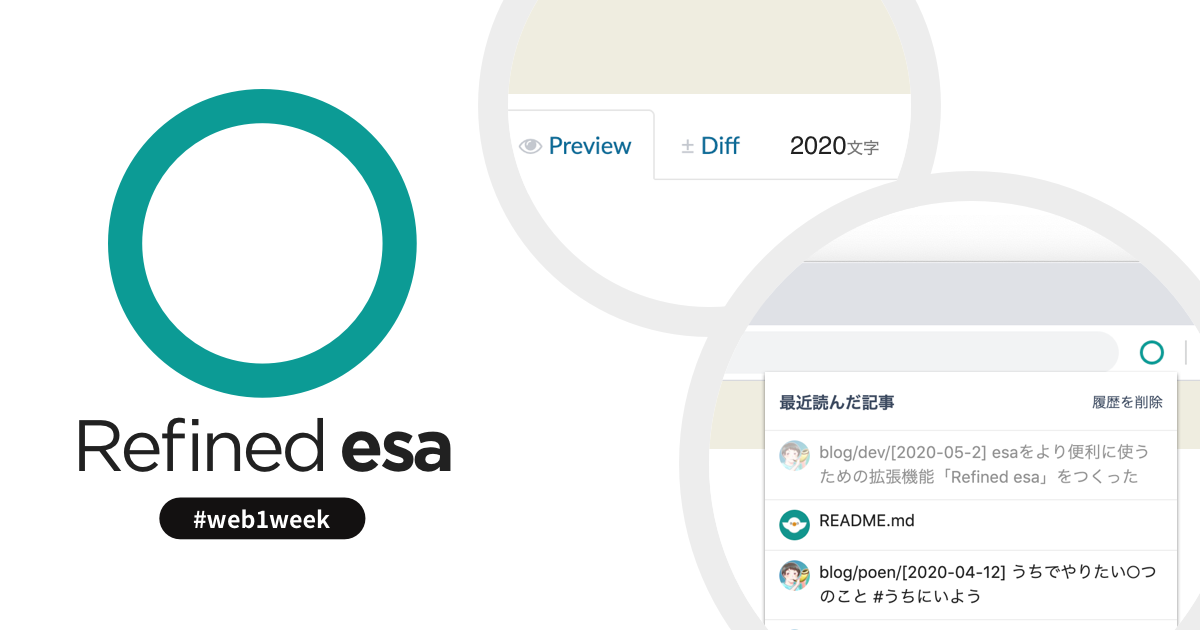 Preview
± Diff
2020文字
Refined esa
#web1week
最近読んだ記事
履歴を削除
blog/dev/[2020-05-2] esaをより便利に使う
ための拡張機能「Refined esa」をつくった
README.md
blog/poen/[2020-04-12] うちでやりたい〇つ
のこと #うちにいよう